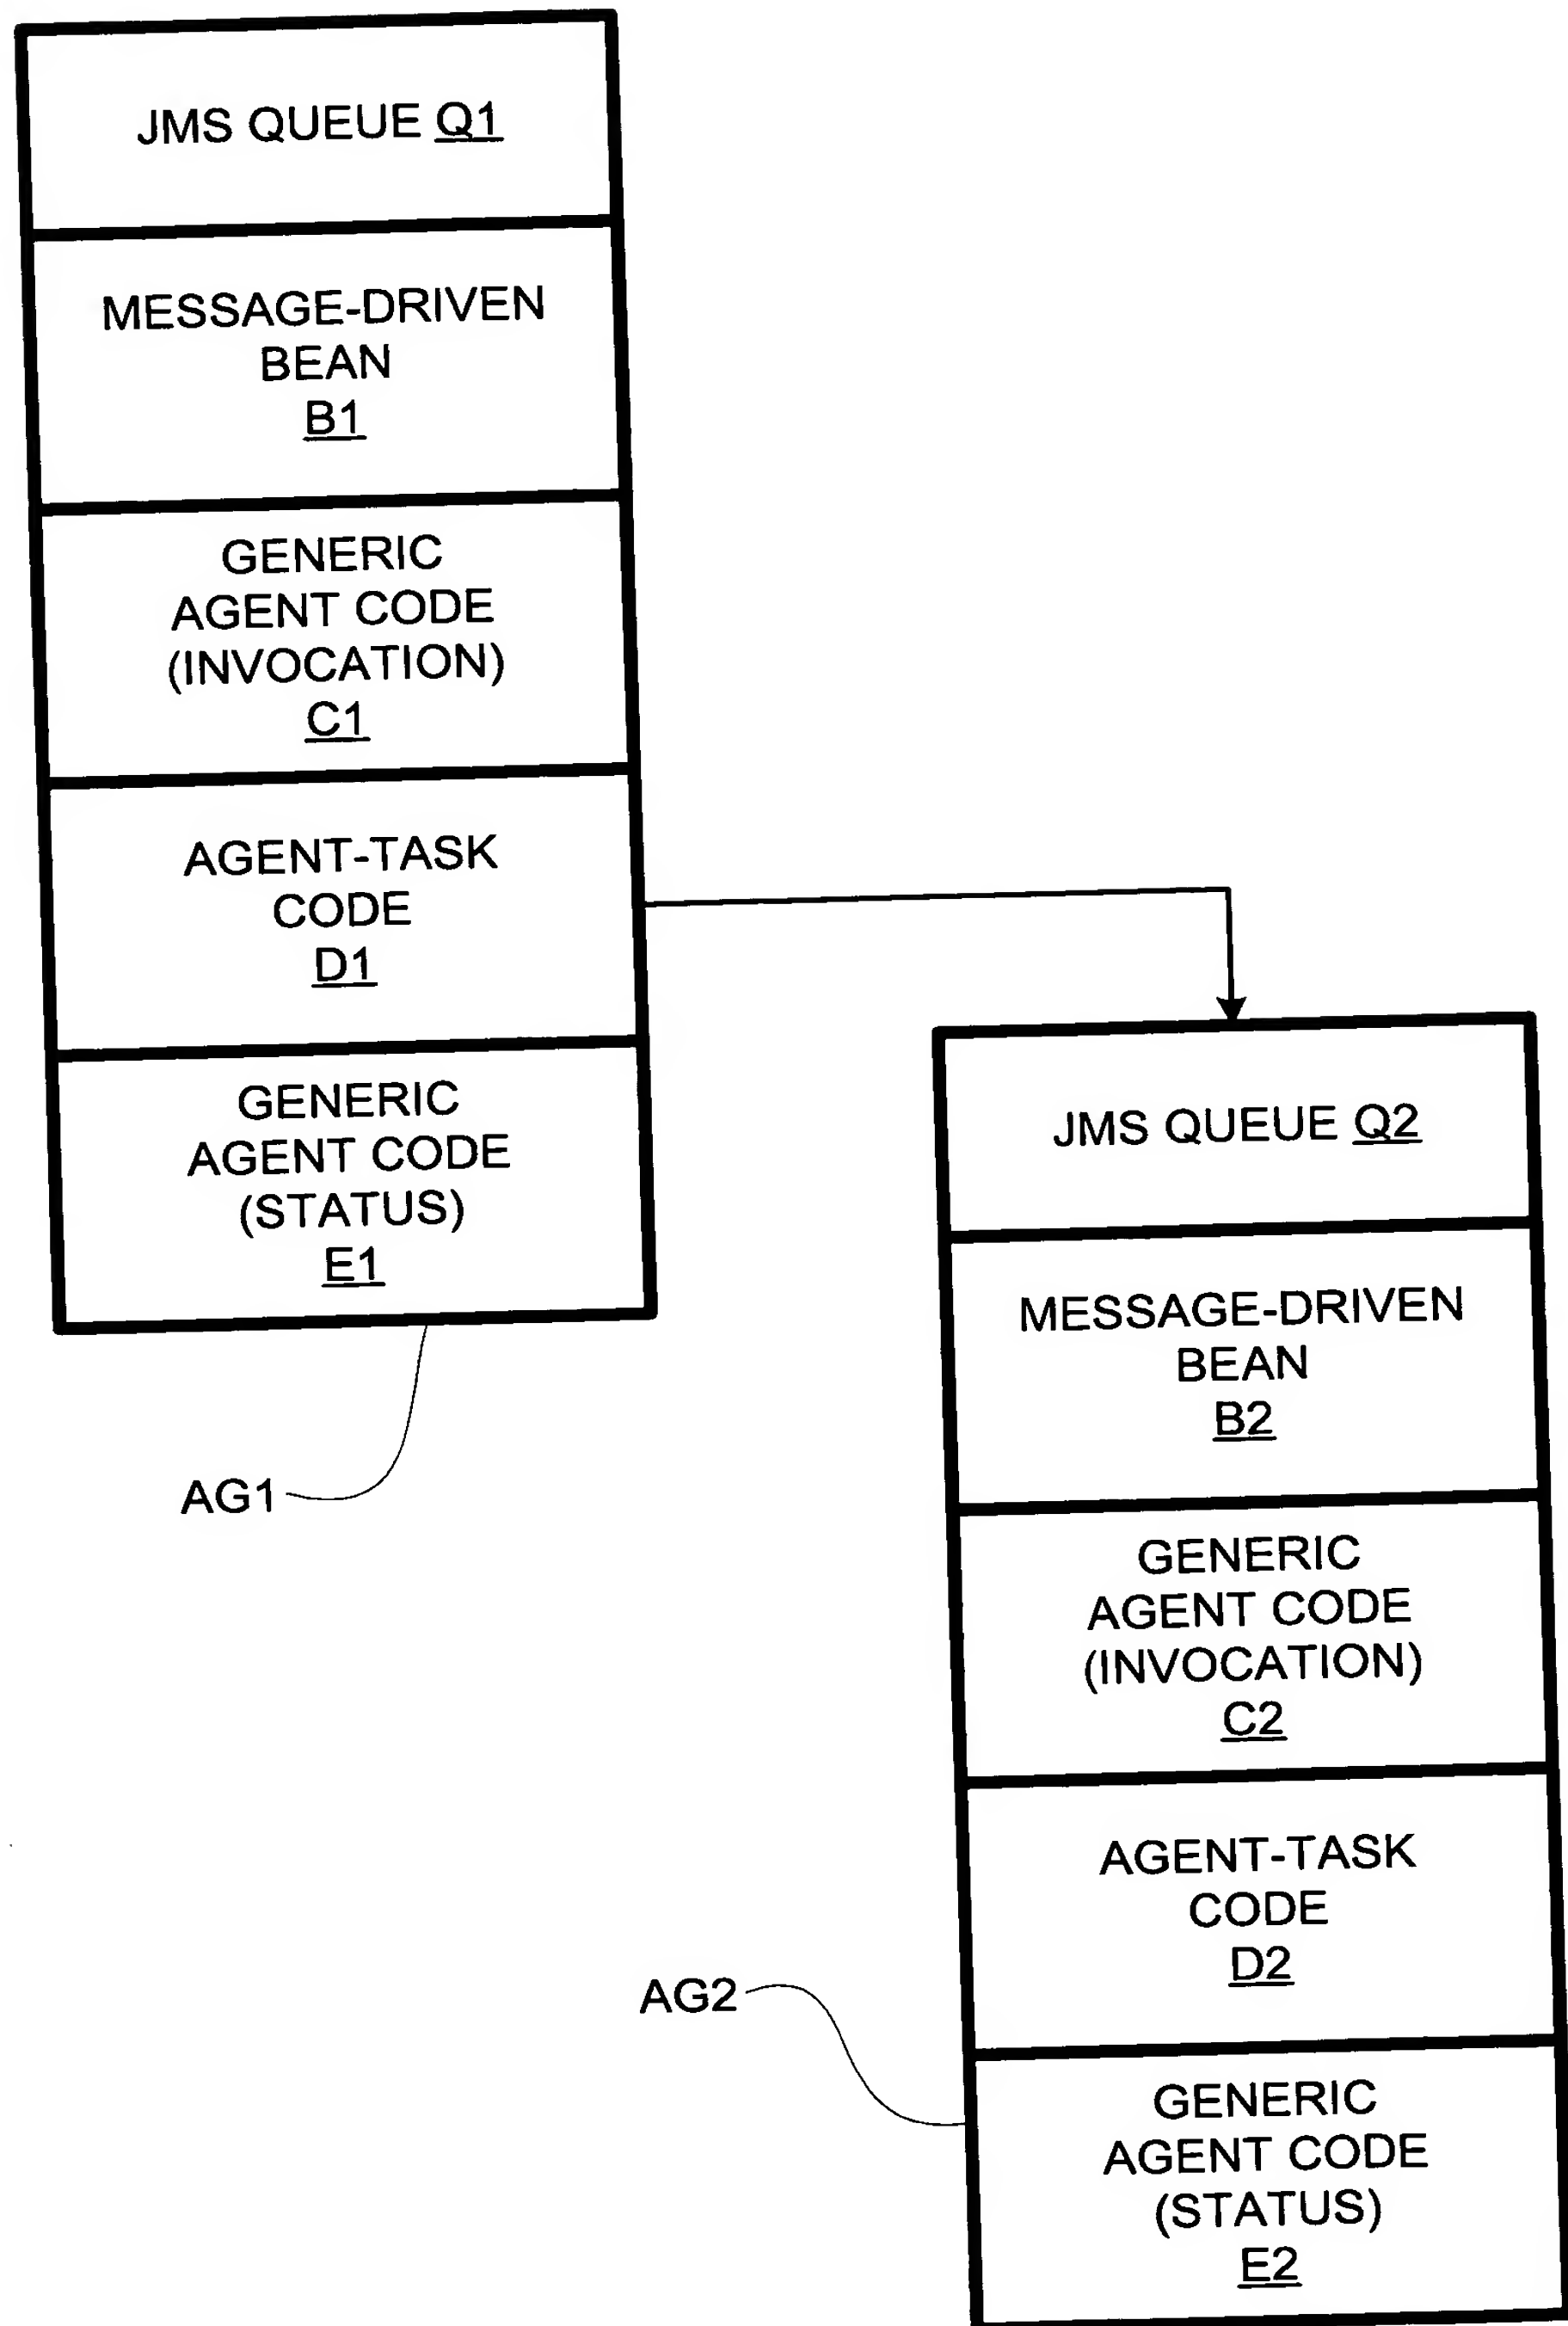 JMS QUEUE Q1
MESSAGE-DRIVEN
BEAN
B1
GENERIC
AGENT CODE
(INVOCATION)
C1
AGENT-TASK
CODE
D1
GENERIC
AGENT CODE
(STATUS)
E1
AG1
JMS QUEUE Q2
MESSAGE-DRIVEN
BEAN
B2
GENERIC
AGENT CODE
(INVOCATION)
C2
AGENT-TASK
CODE
D2
AG2
GENERIC
AGENT CODE
(STATUS)
E2